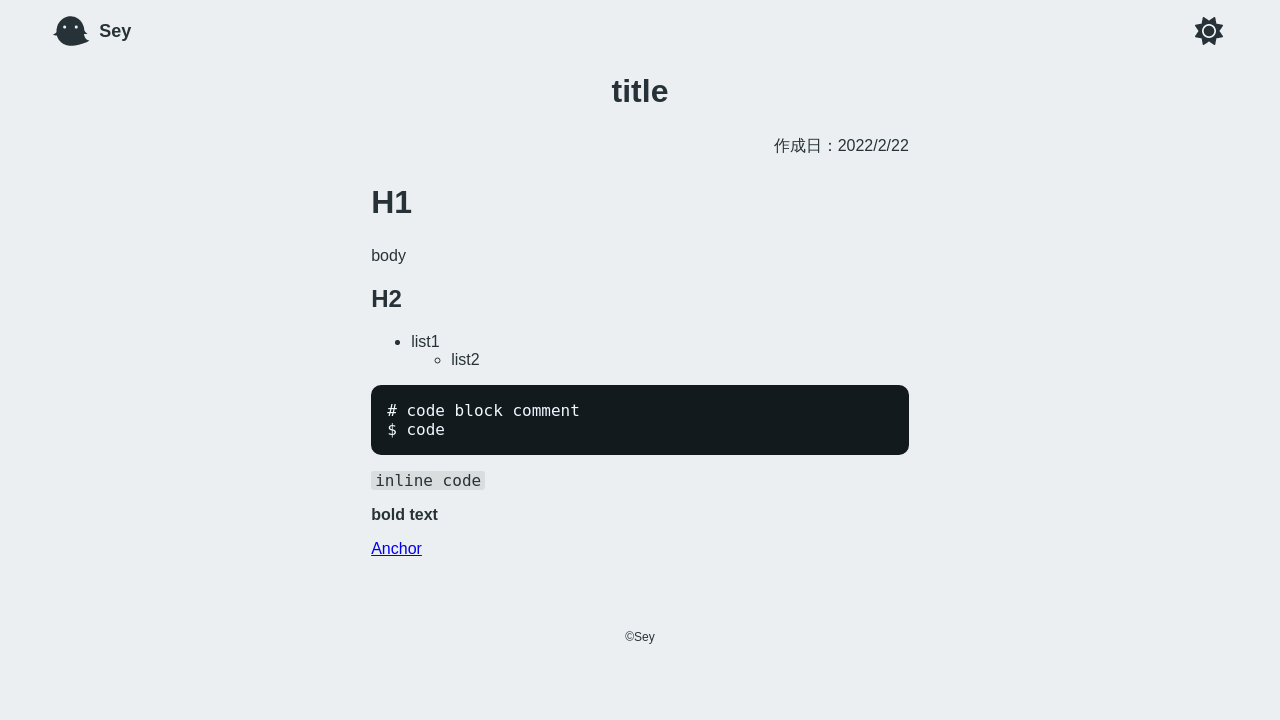 Sey
title
作成日：2022/2/22
H1
body
H2
list1
list2
# code block comment
$ code
inline code
bold text
Anchor
©Sey